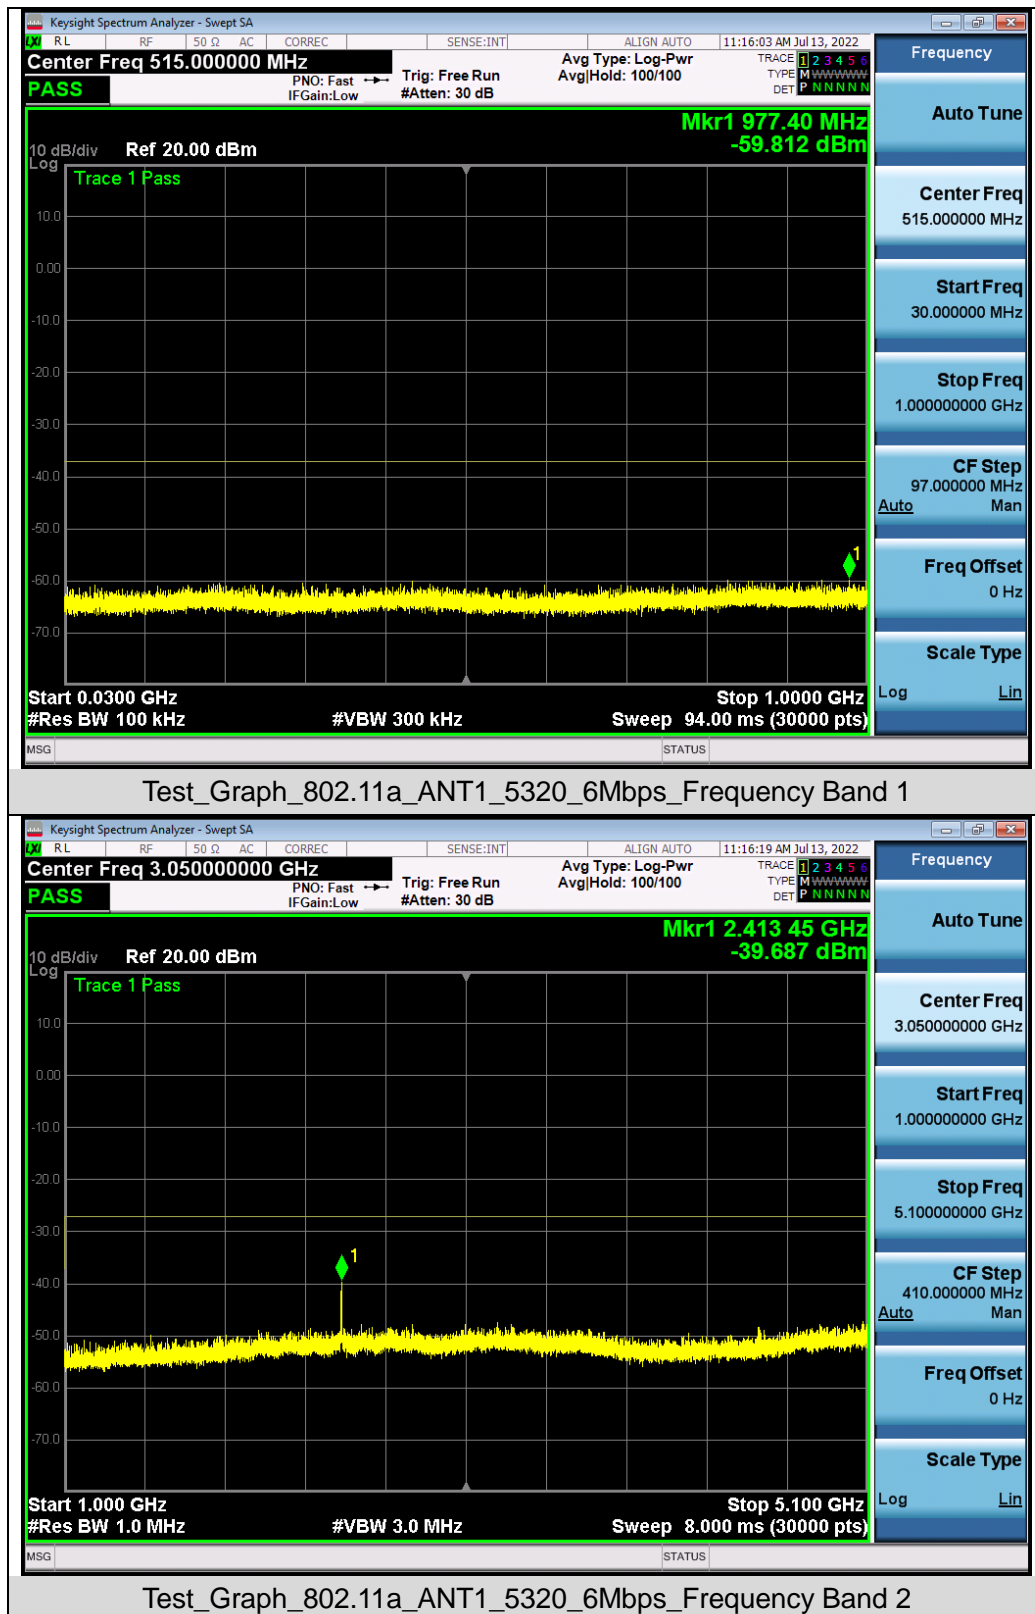 Keysight Spectrum Analyzer - Swept SA
LXI RL RF 50 Ω AC CORREC SENSE:INT ALIGN AUTO 11:16:03 AM Jul 13, 2022
Center Freq 515.000000 MHz
PASS
PNO: Fast
IFGain:Low
Trig: Free Run
#Atten: 30 dB
Avg Type: Log-Pwr
Avg|Hold: 100/100
TRACE 1 2 3 4 5 6
TYPE M WWWWW
DET P N N N N N
Mkr1 977.40 MHz
-59.812 dBm
10 dB/div Ref 20.00 dBm
Log
Trace 1 Pass
10.0
0.00
-10.0
-20.0
-30.0
-40.0
-50.0
1
-60.0
-70.0
Start 0.0300 GHz Stop 1.0000 GHz
#Res BW 100 kHz #VBW 300 kHz Sweep 94.00 ms (30000 pts)
MSG STATUS
Frequency
Auto Tune
Center Freq
515.000000 MHz
Start Freq
30.000000 MHz
Stop Freq
1.000000000 GHz
CF Step
97.000000 MHz
Auto Man
Freq Offset
0 Hz
Scale Type
Log Lin
Test_Graph_802.11a_ANT1_5320_6Mbps_Frequency Band 1
Keysight Spectrum Analyzer - Swept SA
LXI RL RF 50 Ω AC CORREC SENSE:INT ALIGN AUTO 11:16:19 AM Jul 13, 2022
Center Freq 3.050000000 GHz
PASS
PNO: Fast
IFGain:Low
Trig: Free Run
#Atten: 30 dB
Avg Type: Log-Pwr
Avg|Hold: 100/100
TRACE 1 2 3 4 5 6
TYPE M WWWWW
DET P N N N N N
Mkr1 2.413 45 GHz
-39.687 dBm
10 dB/div Ref 20.00 dBm
Log
Trace 1 Pass
10.0
0.00
-10.0
-20.0
-30.0
1
-40.0
-50.0
-60.0
-70.0
Start 1.000 GHz Stop 5.100 GHz
#Res BW 1.0 MHz #VBW 3.0 MHz Sweep 8.000 ms (30000 pts)
MSG STATUS
Frequency
Auto Tune
Center Freq
3.050000000 GHz
Start Freq
1.000000000 GHz
Stop Freq
5.100000000 GHz
CF Step
410.000000 MHz
Auto Man
Freq Offset
0 Hz
Scale Type
Log Lin
Test_Graph_802.11a_ANT1_5320_6Mbps_Frequency Band 2